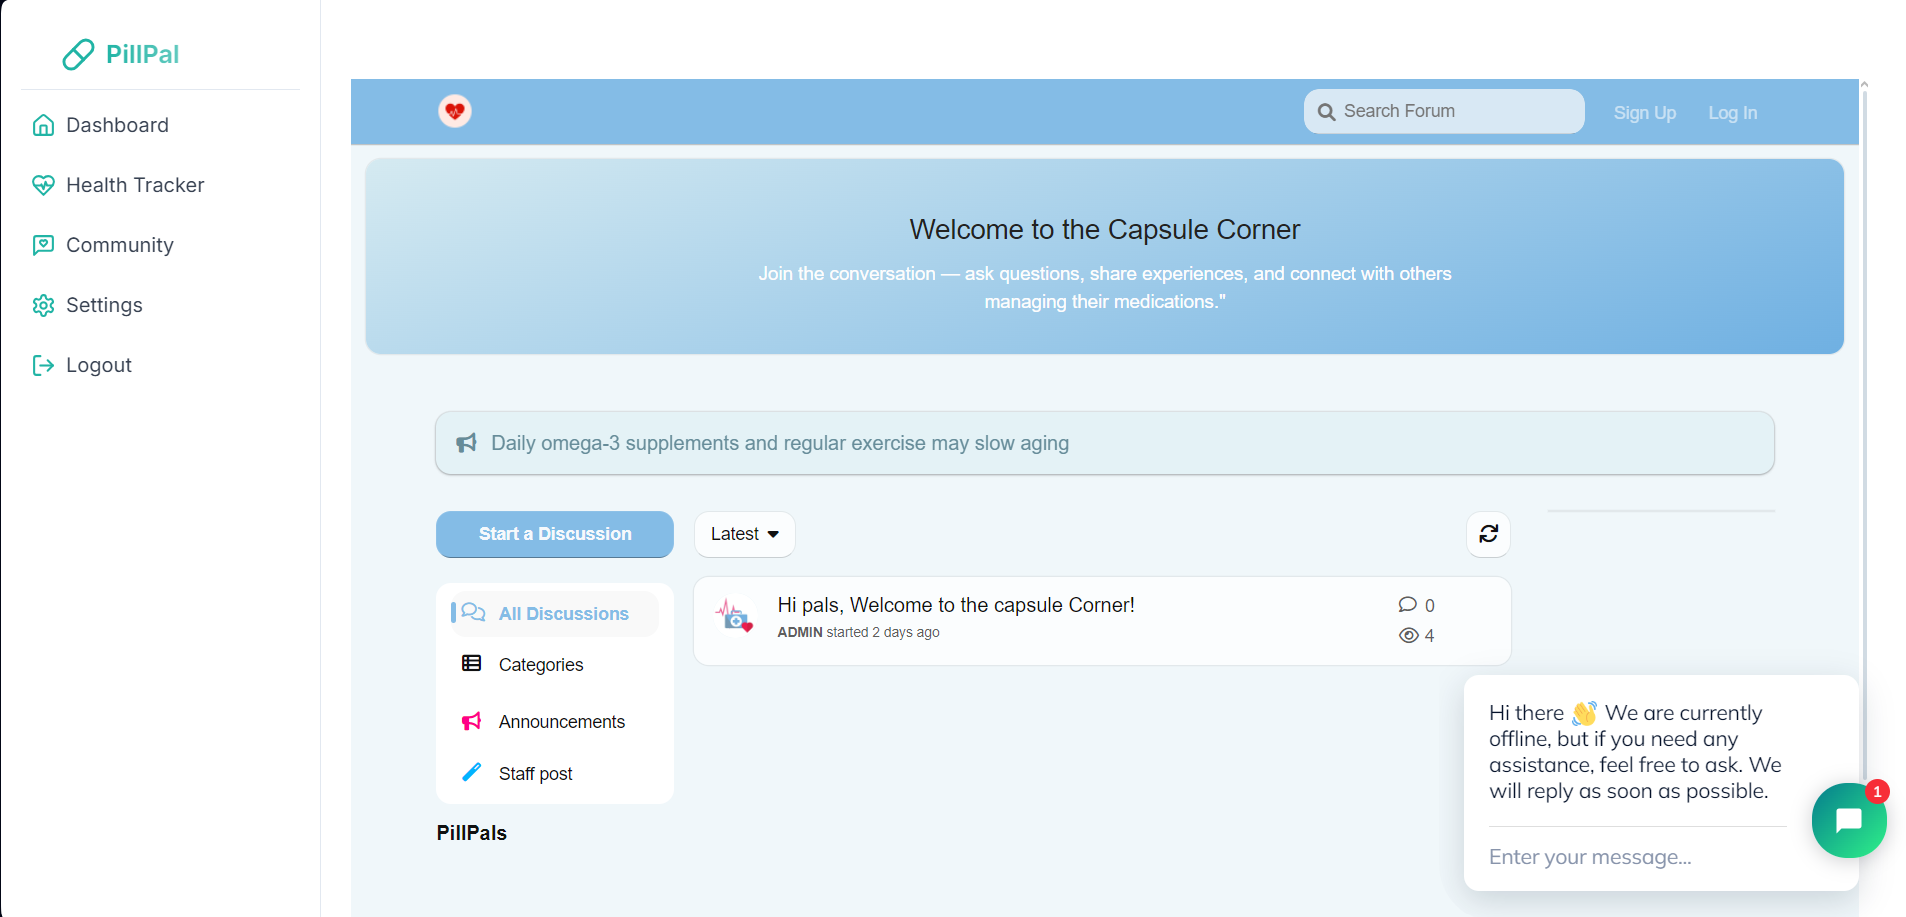 PillPal
Dashboard
Health Tracker
Community
Settings
Logout
Search Forum
Sign Up
Log In
Welcome to the Capsule Corner
Join the conversation — ask questions, share experiences, and connect with others
managing their medications."
Daily omega-3 supplements and regular exercise may slow aging
Start a Discussion
Latest
All Discussions
Categories
Announcements
Staff post
PillPals
Hi pals, Welcome to the capsule Corner!
ADMIN started 2 days ago
0
4
Hi there 👋 We are currently
offline, but if you need any
assistance, feel free to ask. We
will reply as soon as possible.
Enter your message...
1